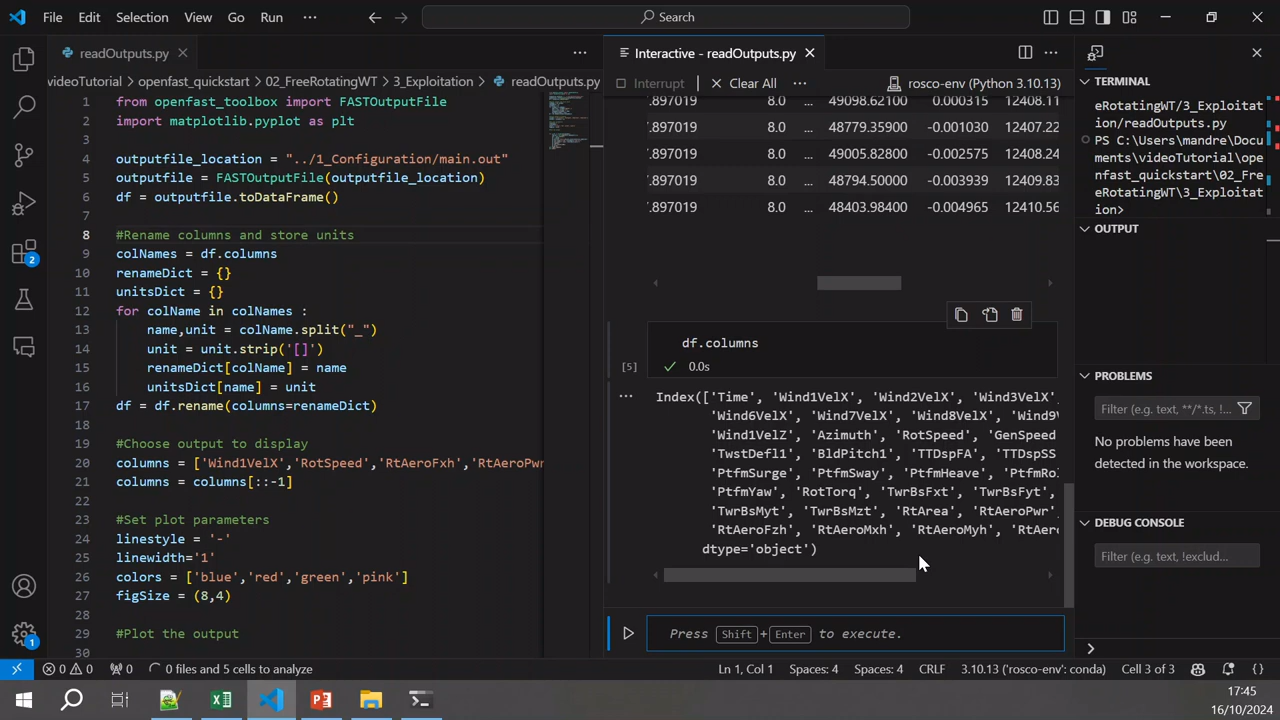 File Edit Selection View Go Run ··· Search
readOutputs.py
videoTutorial > openfast_quickstart > 02_FreeRotatingWT > 3_Exploitation > readOutputs.py
1 from openfast_toolbox import FASTOutputFile
2 import matplotlib.pyplot as plt
3
4 outputfile_location = "../1_Configuration/main.out"
5 outputfile = FASTOutputFile(outputfile_location)
6 df = outputfile.toDataFrame()
7
8 #Rename columns and store units
9 colNames = df.columns
10 renameDict = {}
11 unitsDict = {}
12 for colName in colNames :
13 name,unit = colName.split("_")
14 unit = unit.strip('[]')
15 renameDict[colName] = name
16 unitsDict[name] = unit
17 df = df.rename(columns=renameDict)
18
19 #Choose output to display
20 columns = ['Wind1VelX','RotSpeed','RtAeroFxh','RtAeroPwr
21 columns = columns[::-1]
22
23 #Set plot parameters
24 linestyle = '-'
25 linewidth='1'
26 colors = ['blue','red','green','pink']
27 figSize = (8,4)
28
29 #Plot the output
30
Interactive - readOutputs.py
Interrupt | Clear All ··· rosco-env (Python 3.10.13)
.897019 8.0 ... 49098.62100 0.000315 12408.11
.897019 8.0 ... 48779.35900 -0.001030 12407.22
.897019 8.0 ... 49005.82800 -0.002575 12408.24
.897019 8.0 ... 48794.50000 -0.003939 12409.83
.897019 8.0 ... 48403.98400 -0.004965 12410.56
df.columns
[5] 0.0s
··· Index(['Time', 'Wind1VelX', 'Wind2VelX', 'Wind3VelX',
'Wind6VelX', 'Wind7VelX', 'Wind8VelX', 'Wind9V
'Wind1VelZ', 'Azimuth', 'RotSpeed', 'GenSpeed
'TwstDefl1', 'BldPitch1', 'TTDspFA', 'TTDspSS
'PtfmSurge', 'PtfmSway', 'PtfmHeave', 'PtfmRo
'PtfmYaw', 'RotTorq', 'TwrBsFxt', 'TwrBsFyt',
'TwrBsMyt', 'TwrBsMzt', 'RtArea', 'RtAeroPwr'
'RtAeroFzh', 'RtAeroMxh', 'RtAeroMyh', 'RtAero
dtype='object')
Press Shift + Enter to execute.
TERMINAL
eRotatingWT/3_Exploitat
ion/readOutputs.py
PS C:\Users\mandre\Doc
uments\videoTutorial\ope
nfast_quickstart\02_Fre
eRotatingWT\3_Exploitat
ion>
OUTPUT
PROBLEMS
Filter (e.g. text, **/*.ts, !...
No problems have been
detected in the workspace.
DEBUG CONSOLE
Filter (e.g. text, !exclud...
2
1
0 0 0 0 files and 5 cells to analyze Ln 1, Col 1 Spaces: 4 Spaces: 4 CRLF 3.10.13 ('rosco-env': conda) Cell 3 of 3
17:45
16/10/2024